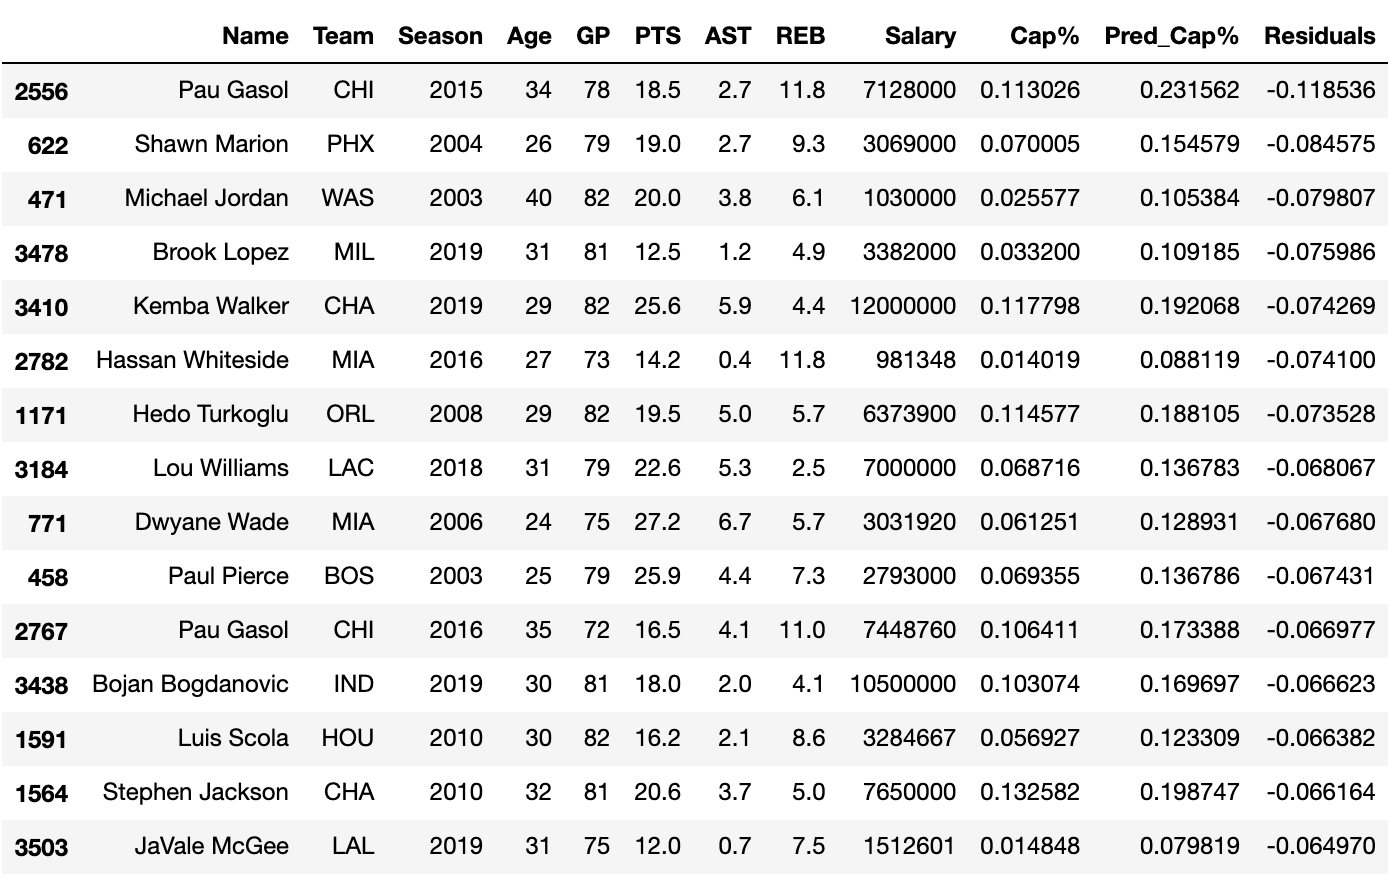 Name Team Season Age GP PTS AST REB Salary Cap% Pred_Cap% Residuals
2556 Pau Gasol CHI 2015 34 78 18.5 2.7 11.8 7128000 0.113026 0.231562 -0.118536
622 Shawn Marion PHX 2004 26 79 19.0 2.7 9.3 3069000 0.070005 0.154579 -0.084575
471 Michael Jordan WAS 2003 40 82 20.0 3.8 6.1 1030000 0.025577 0.105384 -0.079807
3478 Brook Lopez MIL 2019 31 81 12.5 1.2 4.9 3382000 0.033200 0.109185 -0.075986
3410 Kemba Walker CHA 2019 29 82 25.6 5.9 4.4 12000000 0.117798 0.192068 -0.074269
2782 Hassan Whiteside MIA 2016 27 73 14.2 0.4 11.8 981348 0.014019 0.088119 -0.074100
1171 Hedo Turkoglu ORL 2008 29 82 19.5 5.0 5.7 6373900 0.114577 0.188105 -0.073528
3184 Lou Williams LAC 2018 31 79 22.6 5.3 2.5 7000000 0.068716 0.136783 -0.068067
771 Dwyane Wade MIA 2006 24 75 27.2 6.7 5.7 3031920 0.061251 0.128931 -0.067680
458 Paul Pierce BOS 2003 25 79 25.9 4.4 7.3 2793000 0.069355 0.136786 -0.067431
2767 Pau Gasol CHI 2016 35 72 16.5 4.1 11.0 7448760 0.106411 0.173388 -0.066977
3438 Bojan Bogdanovic IND 2019 30 81 18.0 2.0 4.1 10500000 0.103074 0.169697 -0.066623
1591 Luis Scola HOU 2010 30 82 16.2 2.1 8.6 3284667 0.056927 0.123309 -0.066382
1564 Stephen Jackson CHA 2010 32 81 20.6 3.7 5.0 7650000 0.132582 0.198747 -0.066164
3503 JaVale McGee LAL 2019 31 75 12.0 0.7 7.5 1512601 0.014848 0.079819 -0.064970